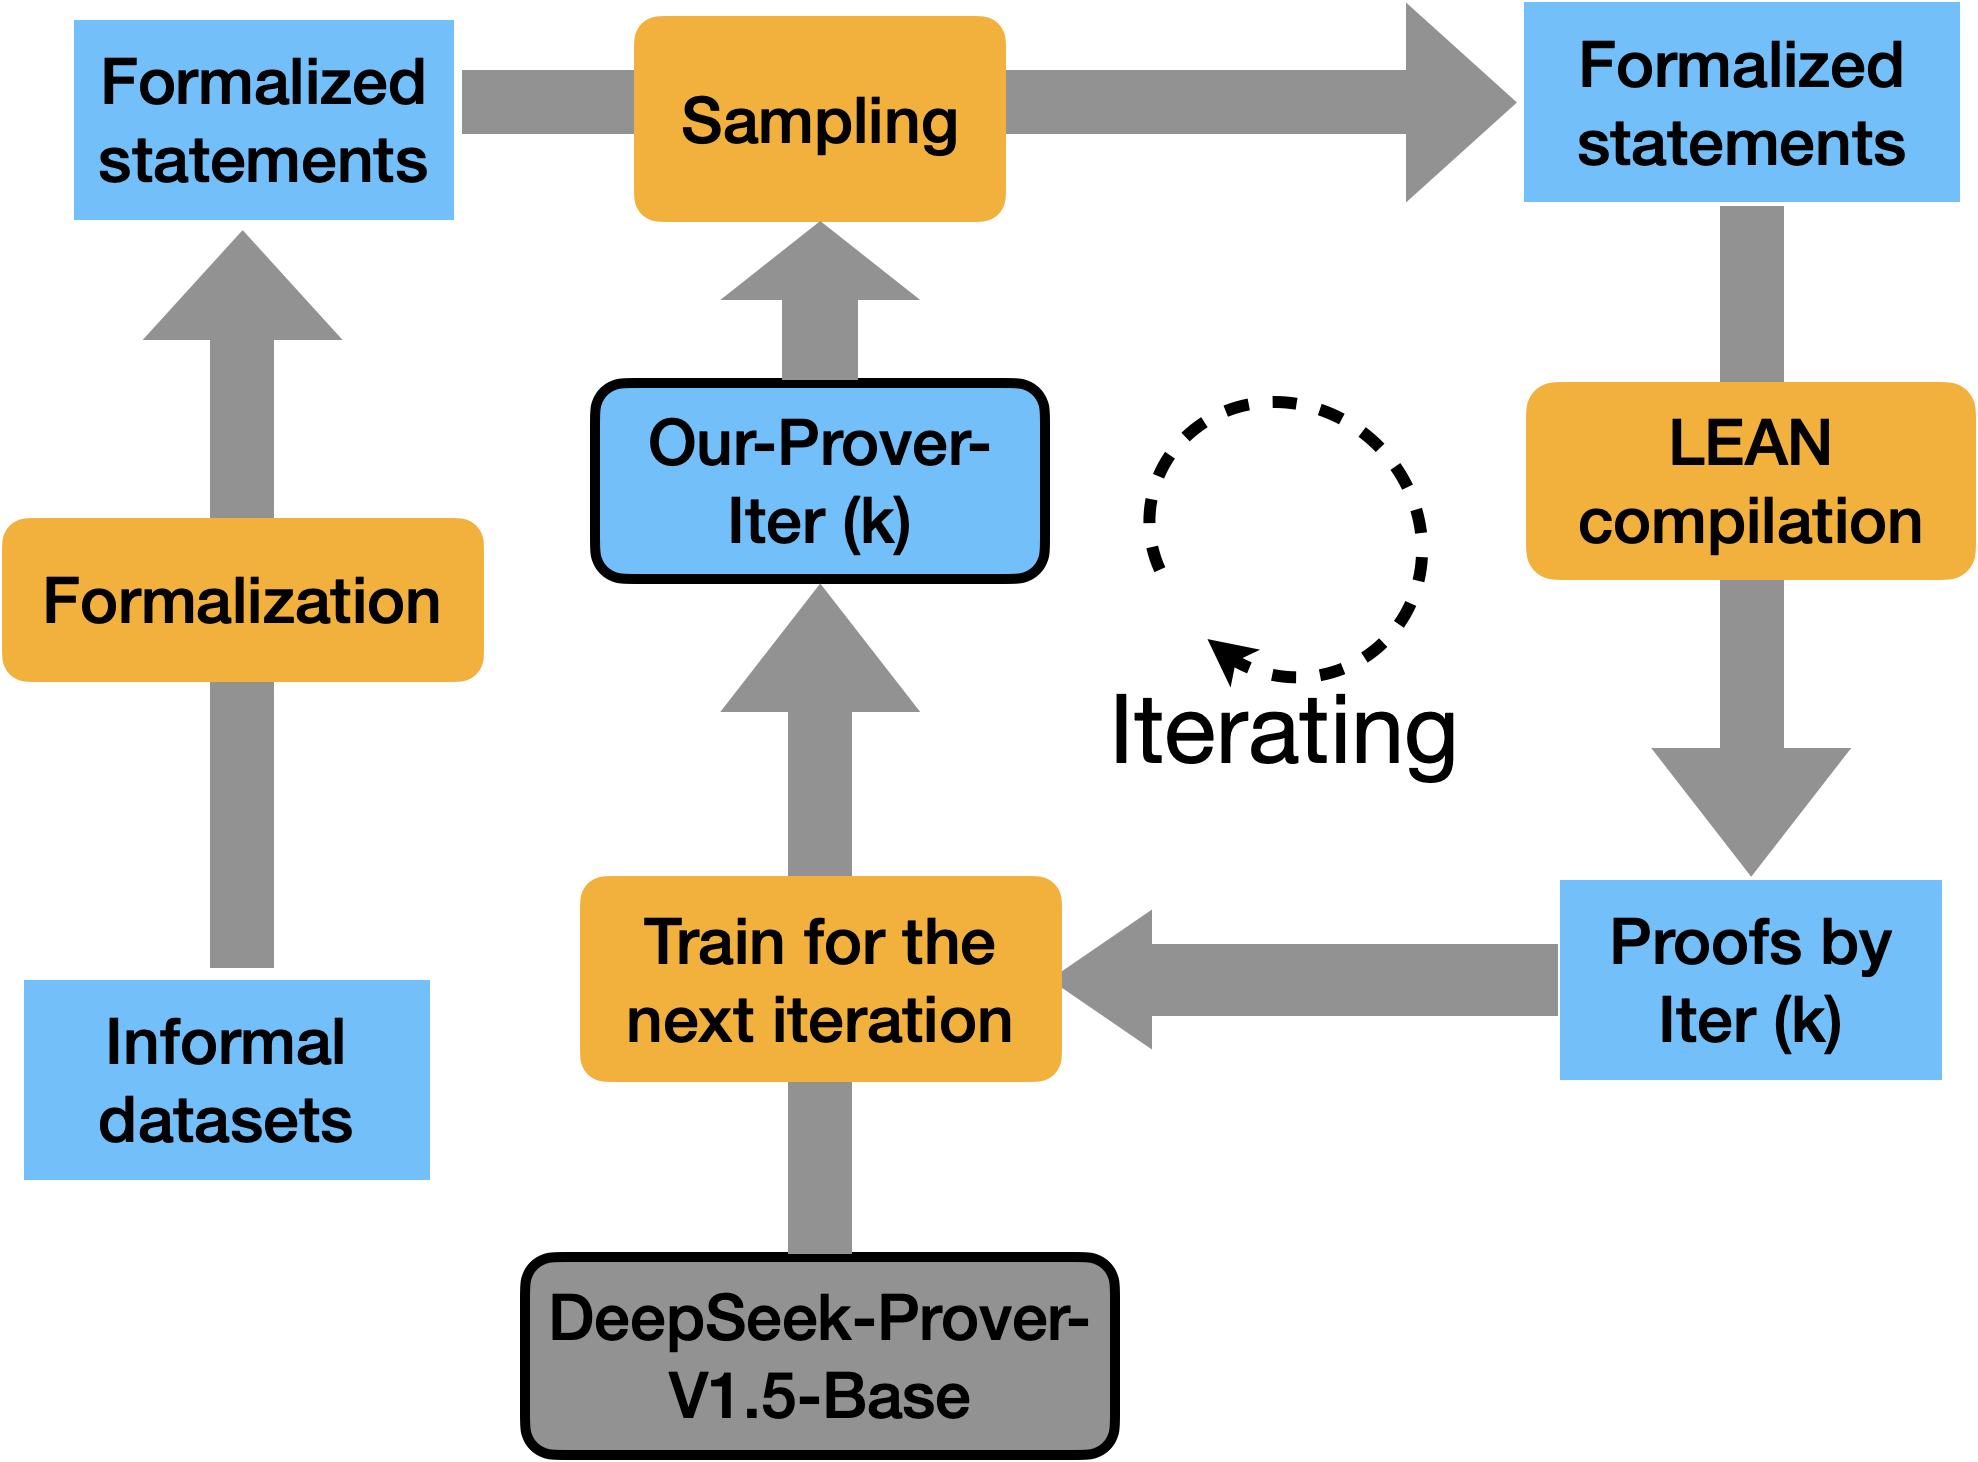 Formalized
statements
Sampling
Formalized
statements
Our-Prover-
Iter (k)
LEAN
compilation
Formalization
Iterating
Train for the
next iteration
Proofs by
Iter (k)
Informal
datasets
DeepSeek-Prover-
V1.5-Base